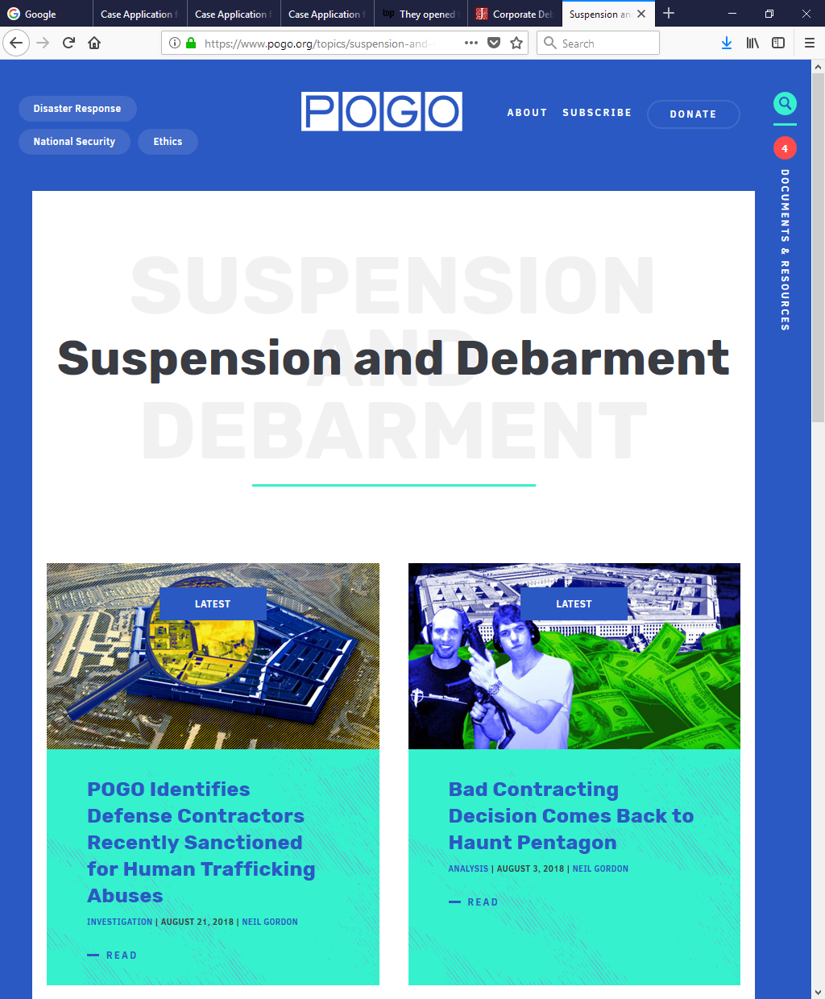 Google
Case Application f
Case Application f
Case Application f
They opened
Corporate Deb
Suspension an
https://www.pogo.org/topics/suspension-and-
Search
Disaster Response
National Security
Ethics
POGO
ABOUT
SUBSCRIBE
DONATE
4
DOCUMENTS & RESOURCES
SUSPENSION
AND
DEBARMENT
Suspension and Debarment
LATEST
POGO Identifies
Defense Contractors
Recently Sanctioned
for Human Trafficking
Abuses
INVESTIGATION | AUGUST 21, 2018 | NEIL GORDON
READ
LATEST
Bad Contracting
Decision Comes Back to
Haunt Pentagon
ANALYSIS | AUGUST 3, 2018 | NEIL GORDON
READ